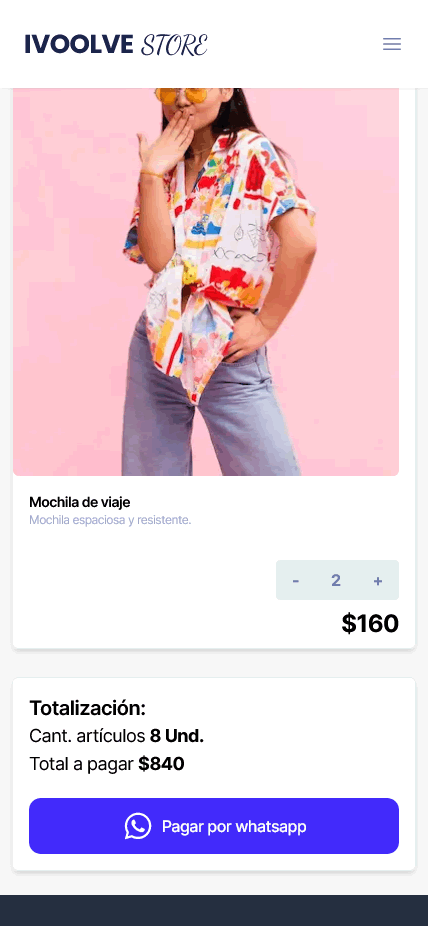 IVOOLVE STORE
Mochila de viaje
Mochila espaciosa y resistente.
- 2 +
$160
Totalización:
Cant. artículos 8 Und.
Total a pagar $840
Pagar por whatsapp